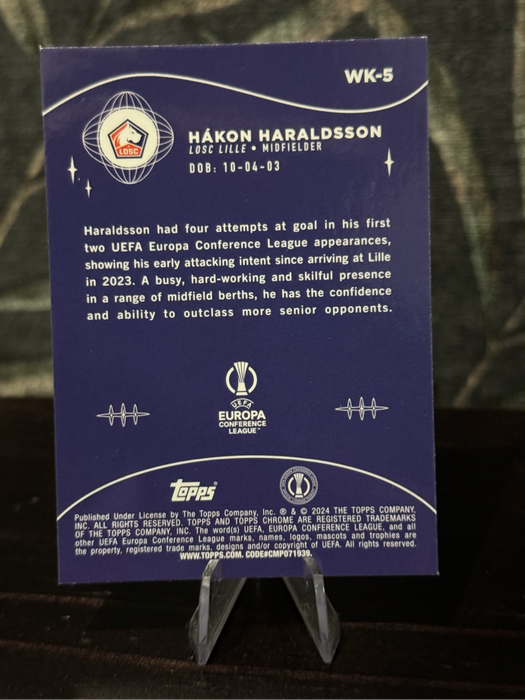 WK-5
LOSC
HÁKON HARALDSSON
LOSC LILLE • MIDFIELDER
DOB: 10-04-03
Haraldsson had four attempts at goal in his first
two UEFA Europa Conference League appearances,
showing his early attacking intent since arriving at Lille
in 2023. A busy, hard-working and skilful presence
in a range of midfield berths, he has the confidence
and ability to outclass more senior opponents.
UEFA
EUROPA
CONFERENCE
LEAGUE™
Topps®
Published Under License by The Topps Company, Inc. ® & © 2024 THE TOPPS COMPANY,
INC. ALL RIGHTS RESERVED. TOPPS AND TOPPS CHROME ARE REGISTERED TRADEMARKS
OF THE TOPPS COMPANY, INC. The word(s) UEFA, EUROPA CONFERENCE LEAGUE, and all
other UEFA Europa Conference League marks, names, logos, mascots and trophies are
the property, registered trade marks, designs and/or copyright of UEFA. All rights reserved.
WWW.TOPPS.COM. CODE#CMP071939.